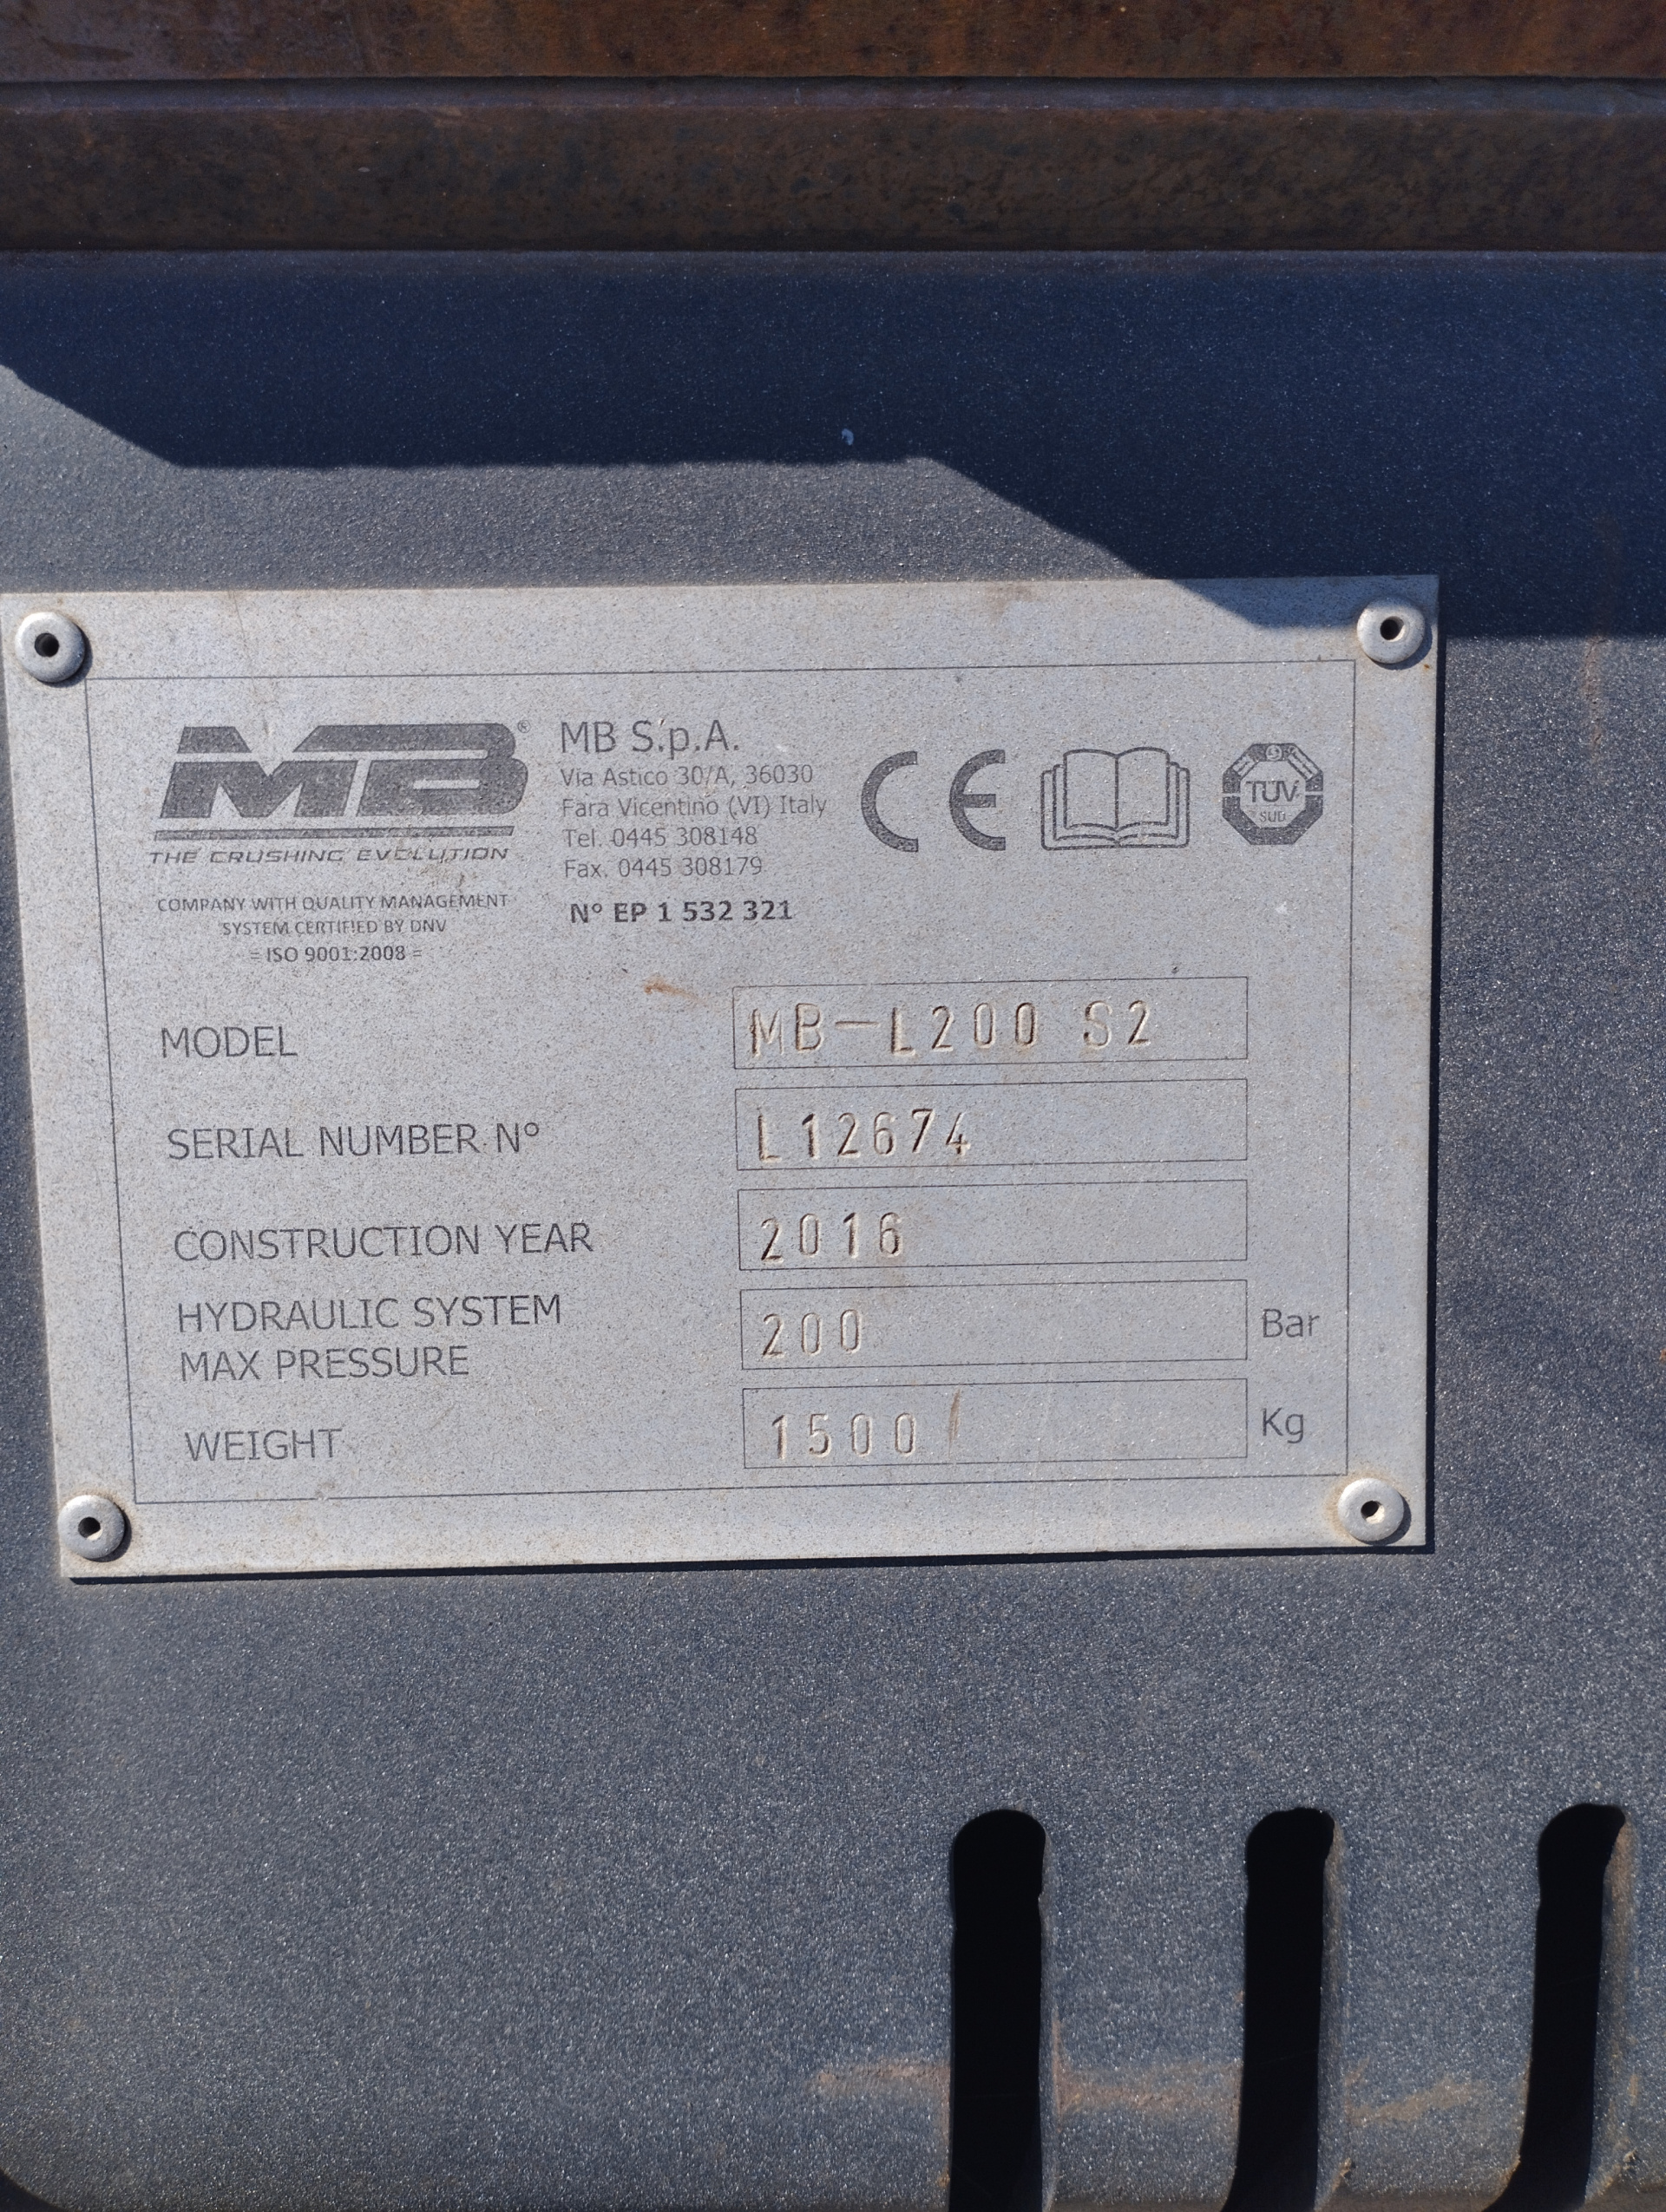 MB®
THE CRUSHING EVOLUTION
COMPANY WITH QUALITY MANAGEMENT
SYSTEM CERTIFIED BY DNV
= ISO 9001:2008 =
MB S.p.A.
Via Astico 30/A, 36030
Fara Vicentino (VI) Italy
Tel. 0445 308148
Fax. 0445 308179
N° EP 1 532 321
CE
TÜV
SÜD
MODEL MB-L200 S2
SERIAL NUMBER N° L12674
CONSTRUCTION YEAR 2016
HYDRAULIC SYSTEM
MAX PRESSURE 200 Bar
WEIGHT 1500 Kg